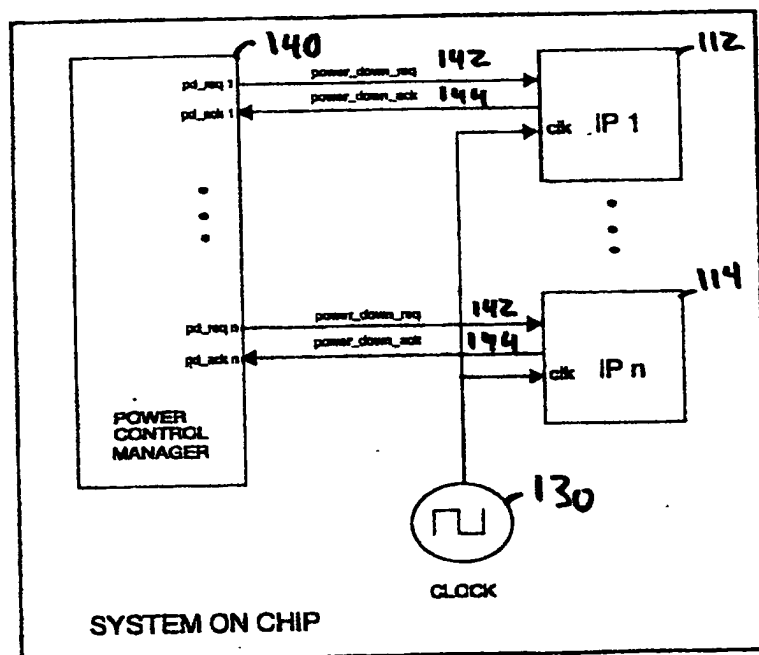 140
pd_req 1 power_down_req 142
112
pd_ack 1 power_down_ack 144
clk IP 1
pd_req n power_down_req 142
114
pd_ack n power_down_ack 144
clk IP n
POWER
CONTROL
MANAGER
130
CLOCK
SYSTEM ON CHIP